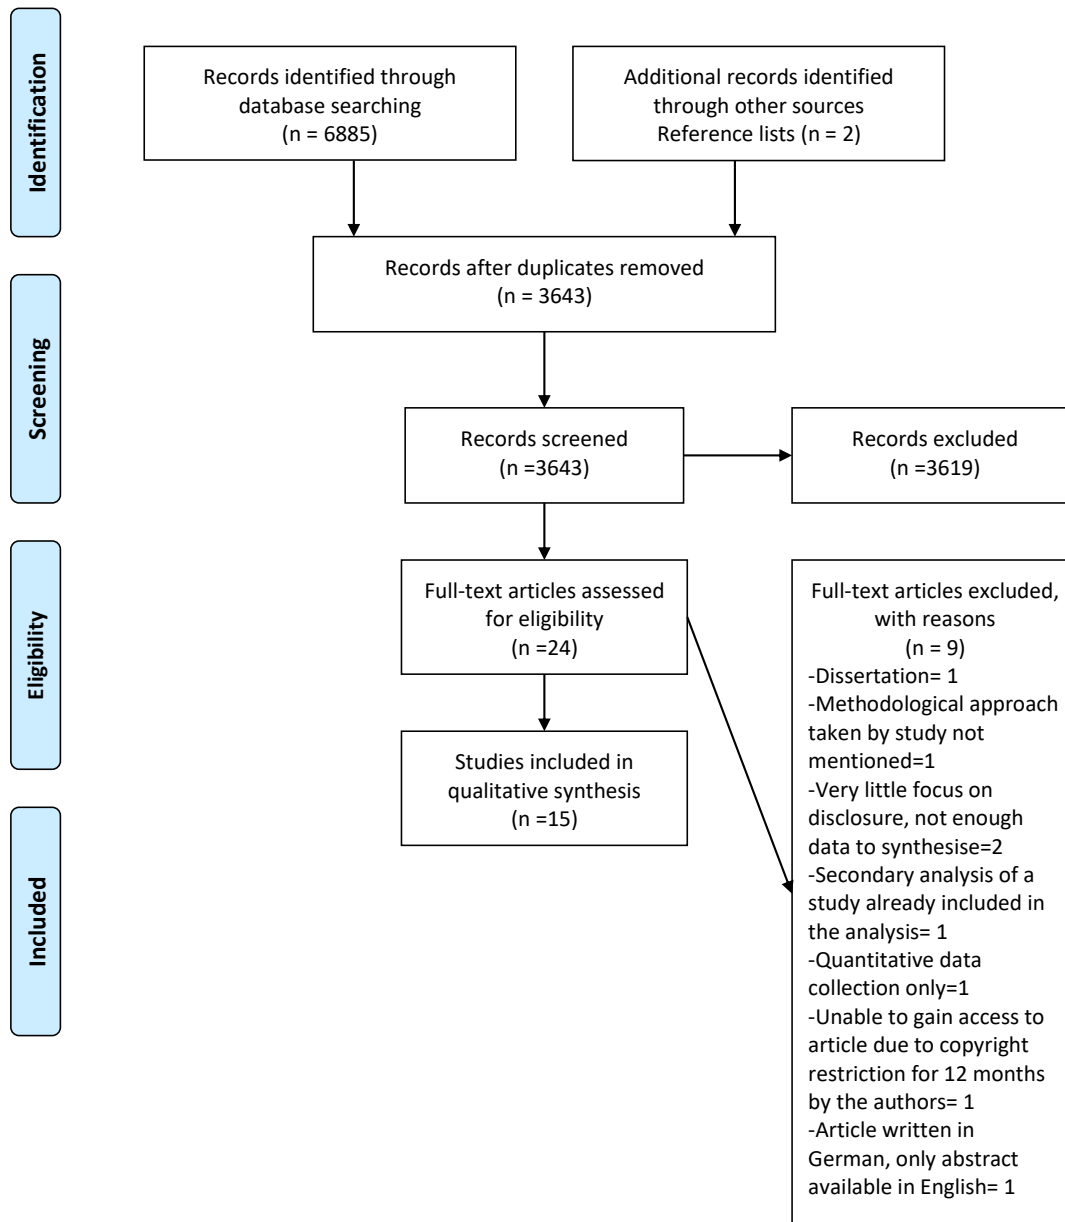 Identification
Records identified through
database searching
(n = 6885)
Additional records identified
through other sources
Reference lists (n = 2)
Records after duplicates removed
(n = 3643)
Screening
Records screened
(n =3643)
Records excluded
(n =3619)
Eligibility
Full-text articles assessed
for eligibility
(n =24)
Full-text articles excluded,
with reasons
(n = 9)
-Dissertation= 1
-Methodological approach
taken by study not
mentioned=1
-Very little focus on
disclosure, not enough
data to synthesise=2
-Secondary analysis of a
study already included in
the analysis= 1
-Quantitative data
collection only=1
-Unable to gain access to
article due to copyright
restriction for 12 months
by the authors= 1
-Article written in
German, only abstract
available in English= 1
Studies included in
qualitative synthesis
(n =15)
Included